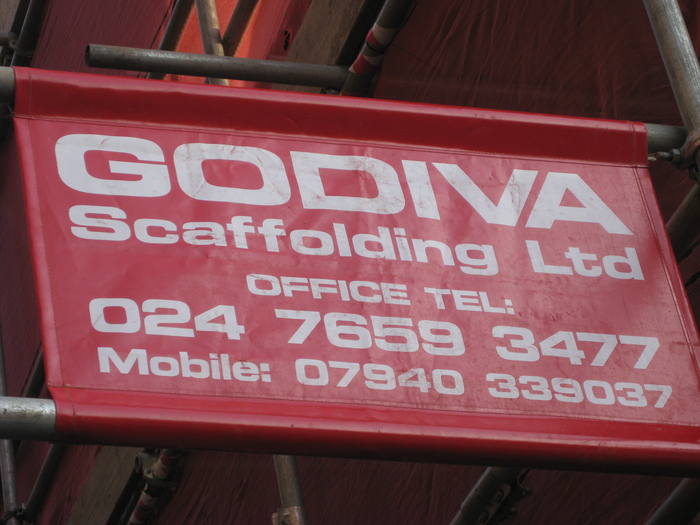 GODIVA
Scaffolding Ltd
OFFICE TEL:
024 7659 3477
Mobile: 07940 339037